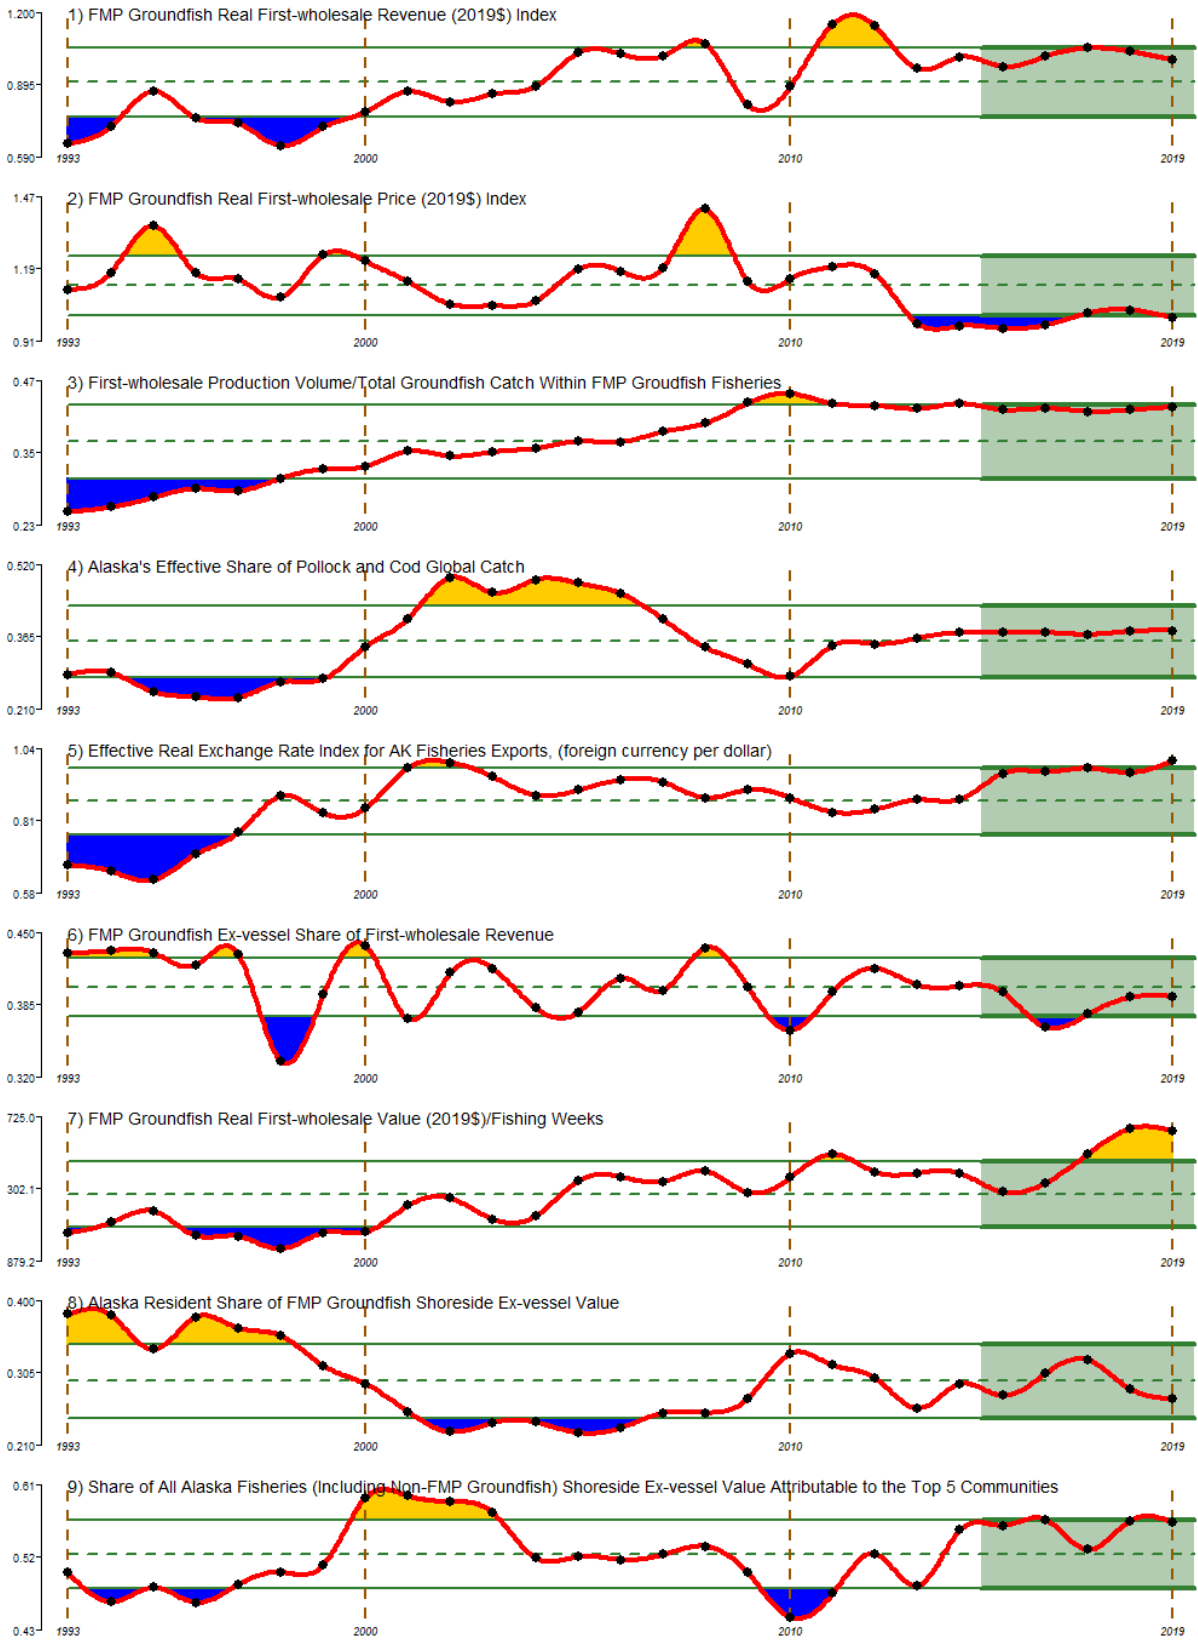 1) FMP Groundfish Real First-wholesale Revenue (2019$) Index
1.200
0.895
0.590
1993 2000 2010 2019
2) FMP Groundfish Real First-wholesale Price (2019$) Index
1.47
1.19
0.91
1993 2000 2010 2019
3) First-wholesale Production Volume/Total Groundfish Catch Within FMP Groudfish Fisheries
0.47
0.35
0.23
1993 2000 2010 2019
4) Alaska's Effective Share of Pollock and Cod Global Catch
0.520
0.365
0.210
1993 2000 2010 2019
5) Effective Real Exchange Rate Index for AK Fisheries Exports, (foreign currency per dollar)
1.04
0.81
0.58
1993 2000 2010 2019
6) FMP Groundfish Ex-vessel Share of First-wholesale Revenue
0.450
0.385
0.320
1993 2000 2010 2019
7) FMP Groundfish Real First-wholesale Value (2019$)/Fishing Weeks
725.0
302.1
879.2
1993 2000 2010 2019
8) Alaska Resident Share of FMP Groundfish Shoreside Ex-vessel Value
0.400
0.305
0.210
1993 2000 2010 2019
9) Share of All Alaska Fisheries (Including Non-FMP Groundfish) Shoreside Ex-vessel Value Attributable to the Top 5 Communities
0.61
0.52
0.43
1993 2000 2010 2019